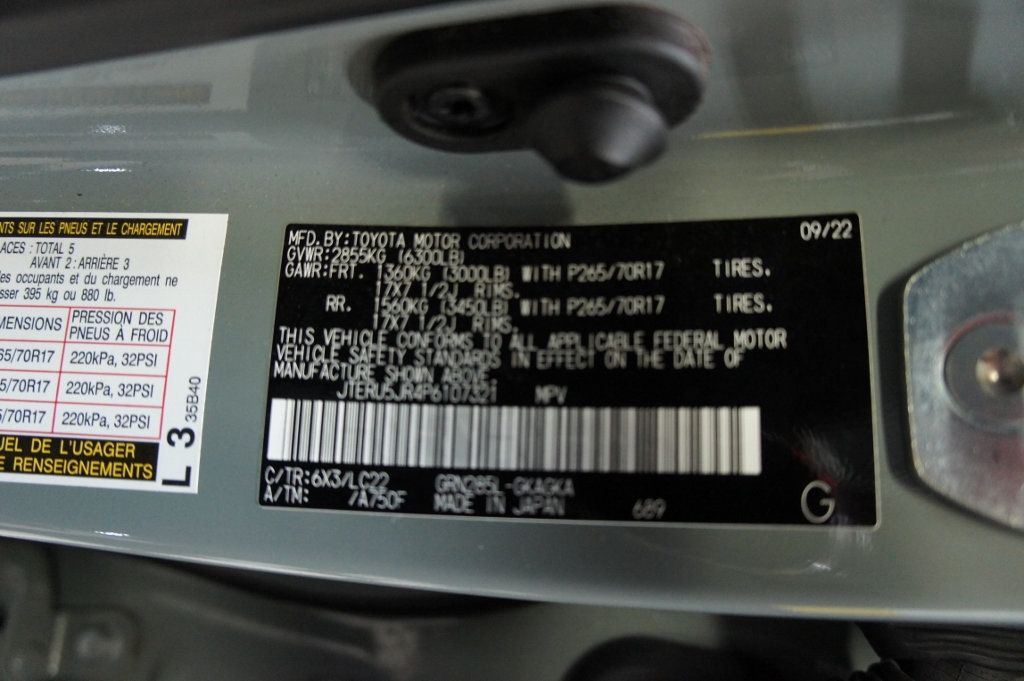 NTS SUR LES PNEUS ET LE CHARGEMENT
LACES : TOTAL 5
AVANT 2 : ARRIÈRE 3
les occupants et du chargement ne
sser 395 kg ou 880 lb.
MENSIONS PRESSION DES
PNEUS À FROID
65/70R17 220kPa, 32PSI
5/70R17 220kPa, 32PSI
5/70R17 220kPa, 32PSI
UEL DE L'USAGER
E RENSEIGNEMENTS
L 3 35B40
MFD.BY:TOYOTA MOTOR CORPORATION 09/22
GVWR:2855KG (6300LB)
GAWR:FRT. 1360KG (3000LB) WITH P265/70R17 TIRES.
17X7 1/2J RIMS.
RR. 1560KG (3450LB) WITH P265/70R17 TIRES.
17X7 1/2J RIMS.
THIS VEHICLE CONFORMS TO ALL APPLICABLE FEDERAL MOTOR
VEHICLE SAFETY STANDARDS IN EFFECT ON THE DATE OF
MANUFACTURE SHOWN ABOVE.
JTERU5JR4P6107321 MPV
C/TR:6X3/LC22 GRN285L-GKAGKA
A/TM: /A750F MADE IN JAPAN 689
G